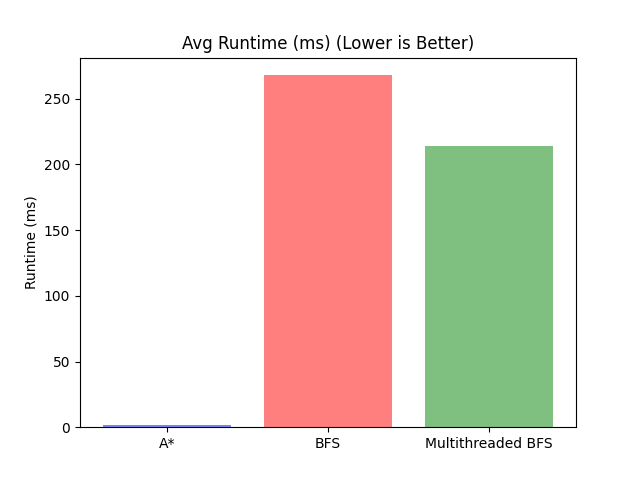 Avg Runtime (ms) (Lower is Better)
Runtime (ms)
250
200
150
100
50
0
A*
BFS
Multithreaded BFS